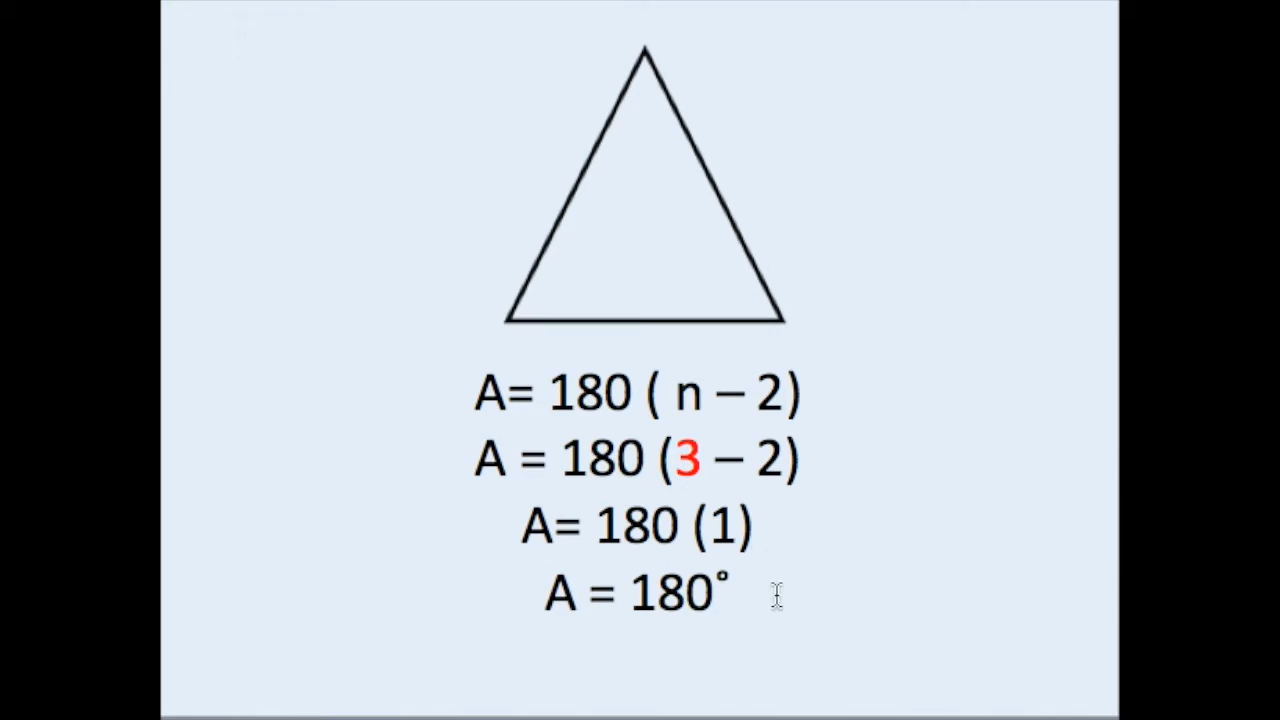 A= 180 ( n – 2)
A = 180 (3 – 2)
A= 180 (1)
A = 180˚